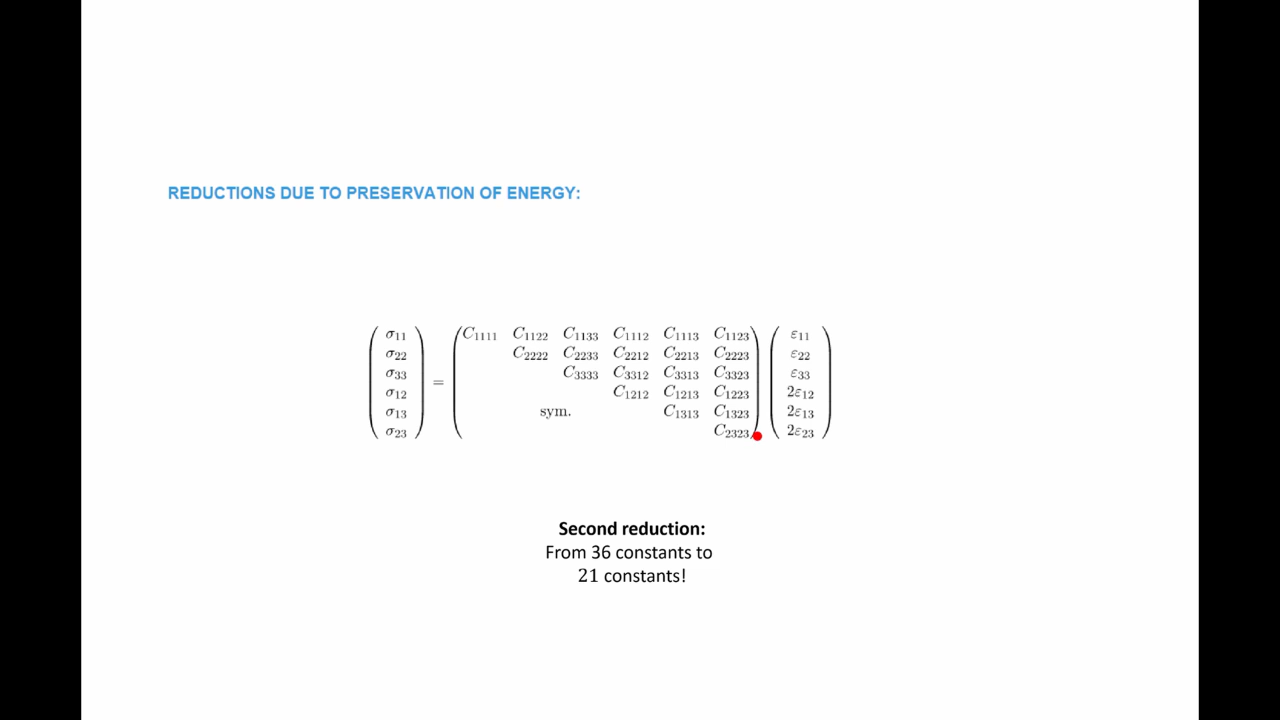 REDUCTIONS DUE TO PRESERVATION OF ENERGY:
σ11 C1111 C1122 C1133 C1112 C1113 C1123 ε11
σ22 C2222 C2233 C2212 C2213 C2223 ε22
σ33 C3333 C3312 C3313 C3323 ε33
σ12 = C1212 C1213 C1223 2ε12
σ13 sym. C1313 C1323 2ε13
σ23 C2323 2ε23
Second reduction:
From 36 constants to
21 constants!